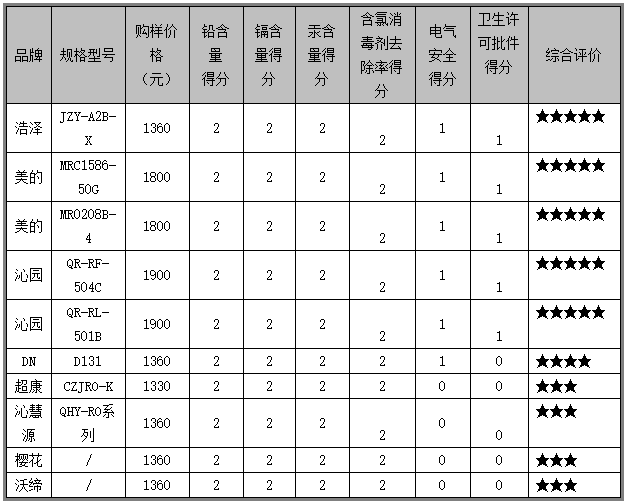 品牌 规格型号 购样价格（元） 铅含量得分 镉含量得分 汞含量得分 含氯消毒剂去除率得分 电气安全得分 卫生许可批件得分 综合评价
浩泽 JZY-A2B-X 1360 2 2 2 2 1 1 ★★★★★
美的 MRC1586-50G 1800 2 2 2 2 1 1 ★★★★★
美的 MRO208B-4 1800 2 2 2 2 1 1 ★★★★★
沁园 QR-RF-504C 1900 2 2 2 2 1 1 ★★★★★
沁园 QR-RL-501B 1900 2 2 2 2 1 1 ★★★★★
DN D131 1360 2 2 2 2 1 0 ★★★★
超康 CZJRO-K 1330 2 2 2 2 0 0 ★★★
沁慧源 QHY-RO系列 1360 2 2 2 2 0 0 ★★★
樱花 / 1360 2 2 2 2 0 0 ★★★
沃缔 / 1360 2 2 2 2 0 0 ★★★